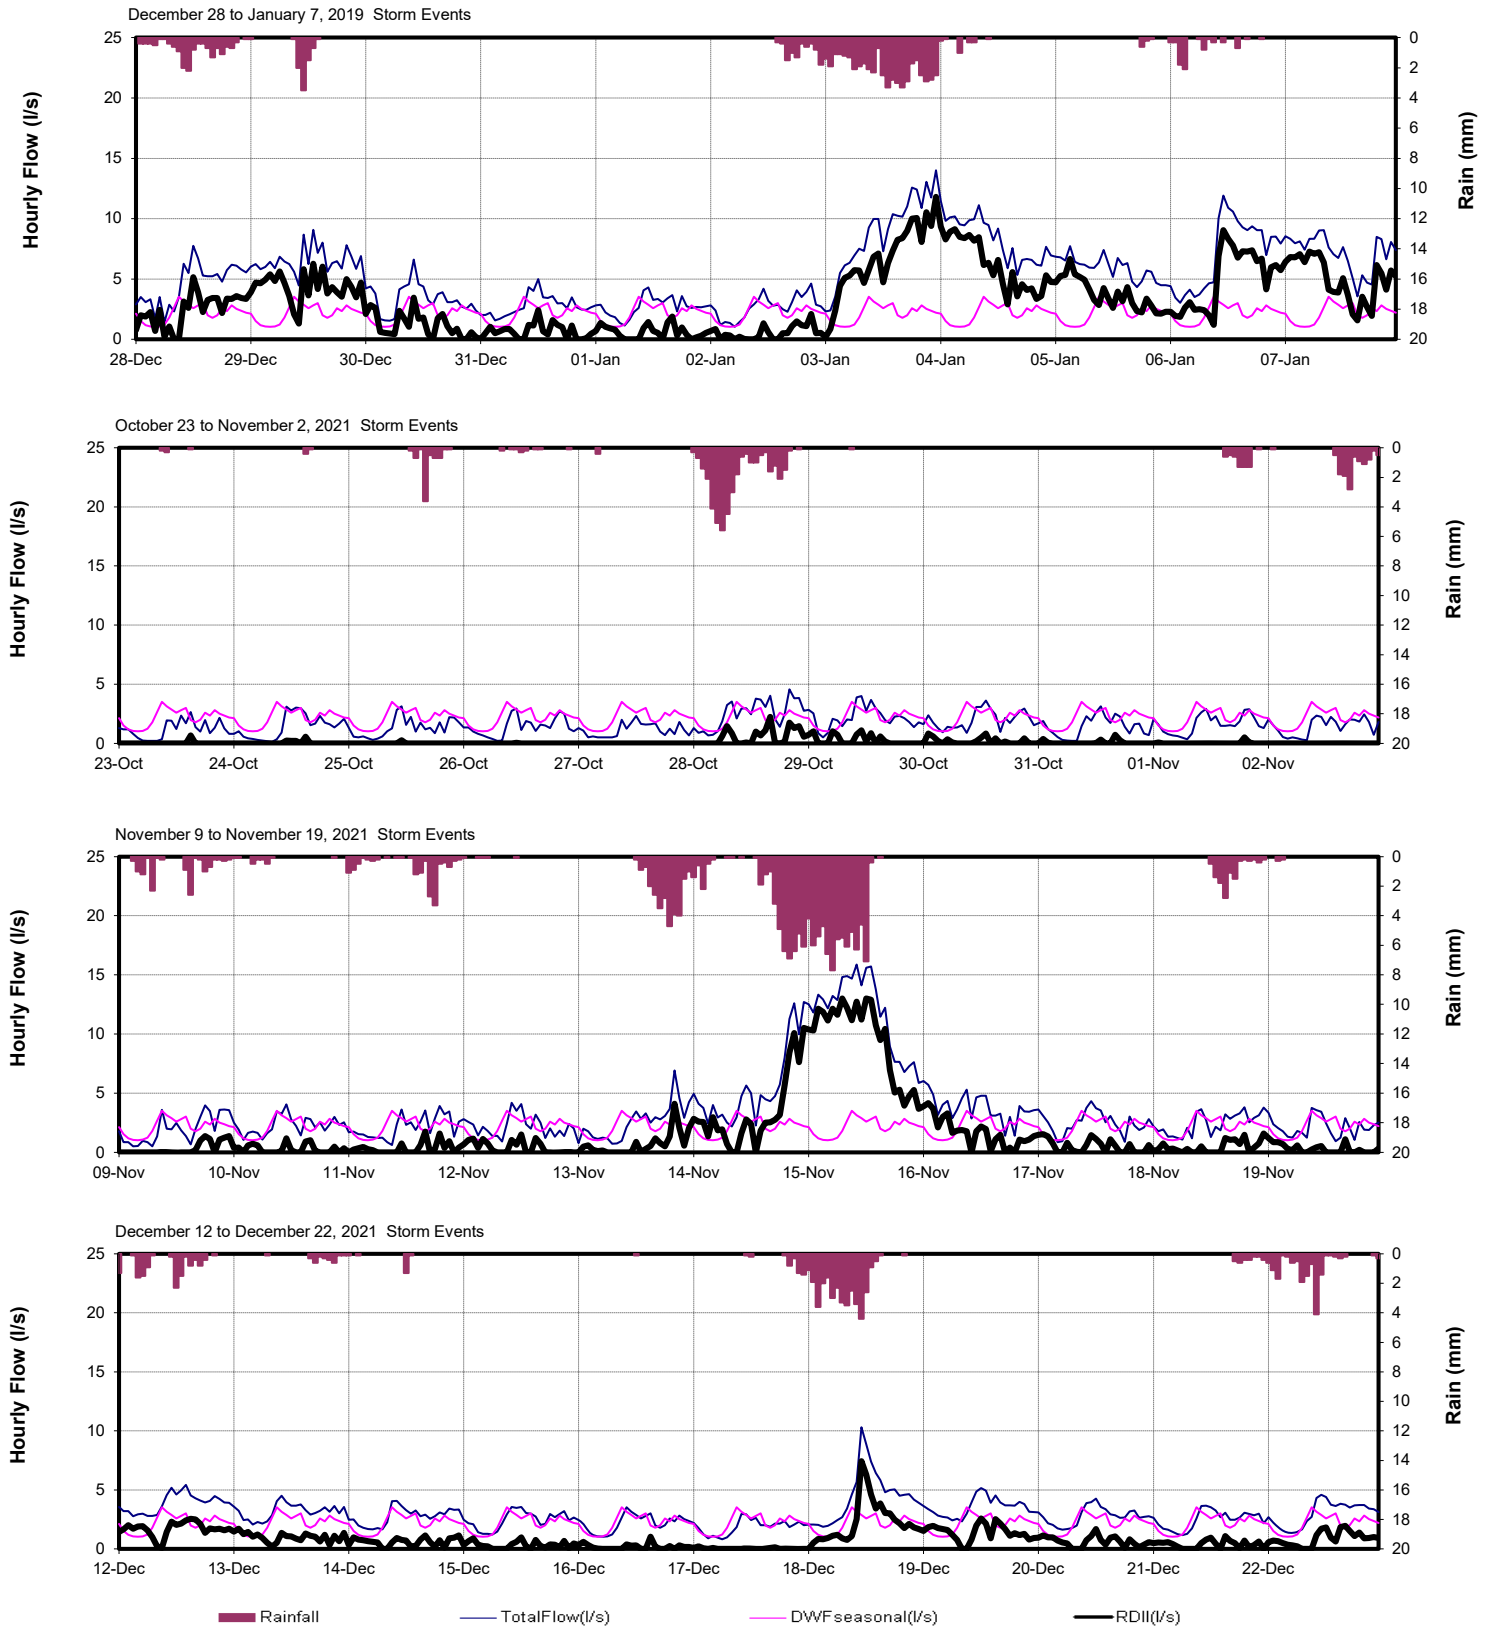 December 28 to January 7, 2019  Storm Events
25 20 15 10 5 0
Hourly Flow (l/s)
0 2 4 6 8 10 12 14 16 18 20
Rain (mm)
28-Dec 29-Dec 30-Dec 31-Dec 01-Jan 02-Jan 03-Jan 04-Jan 05-Jan 06-Jan 07-Jan
October 23 to November 2, 2021  Storm Events
25 20 15 10 5 0
Hourly Flow (l/s)
0 2 4 6 8 10 12 14 16 18 20
Rain (mm)
23-Oct 24-Oct 25-Oct 26-Oct 27-Oct 28-Oct 29-Oct 30-Oct 31-Oct 01-Nov 02-Nov
November 9 to November 19, 2021  Storm Events
25 20 15 10 5 0
Hourly Flow (l/s)
0 2 4 6 8 10 12 14 16 18 20
Rain (mm)
09-Nov 10-Nov 11-Nov 12-Nov 13-Nov 14-Nov 15-Nov 16-Nov 17-Nov 18-Nov 19-Nov
December 12 to December 22, 2021  Storm Events
25 20 15 10 5 0
Hourly Flow (l/s)
0 2 4 6 8 10 12 14 16 18 20
Rain (mm)
12-Dec 13-Dec 14-Dec 15-Dec 16-Dec 17-Dec 18-Dec 19-Dec 20-Dec 21-Dec 22-Dec
Rainfall TotalFlow(l/s) DWFseasonal(l/s) RDII(l/s)